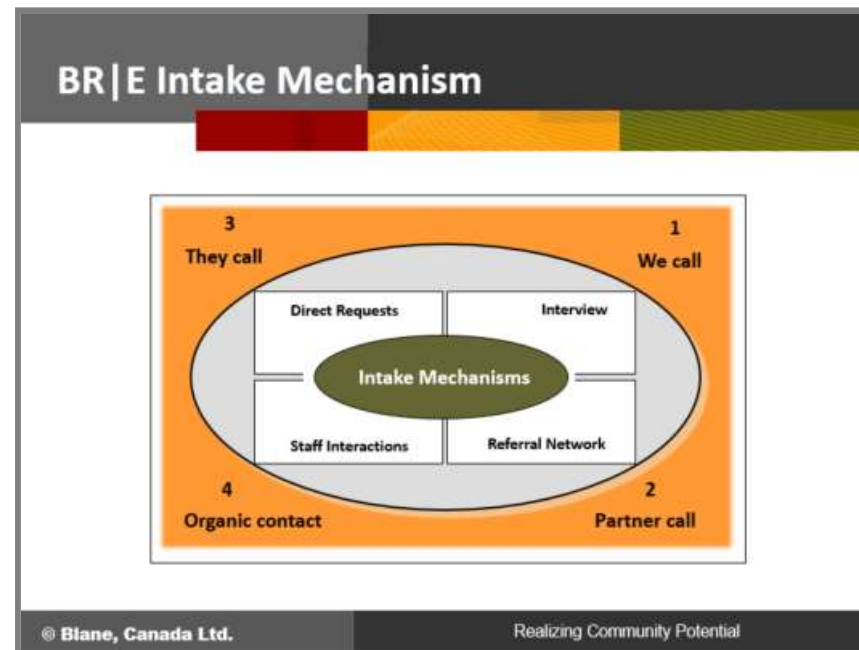 BR|E Intake Mechanism
3
They call
1
We call
Direct Requests
Interview
Intake Mechanisms
Staff Interactions
Referral Network
4
Organic contact
2
Partner call
© Blane, Canada Ltd.
Realizing Community Potential